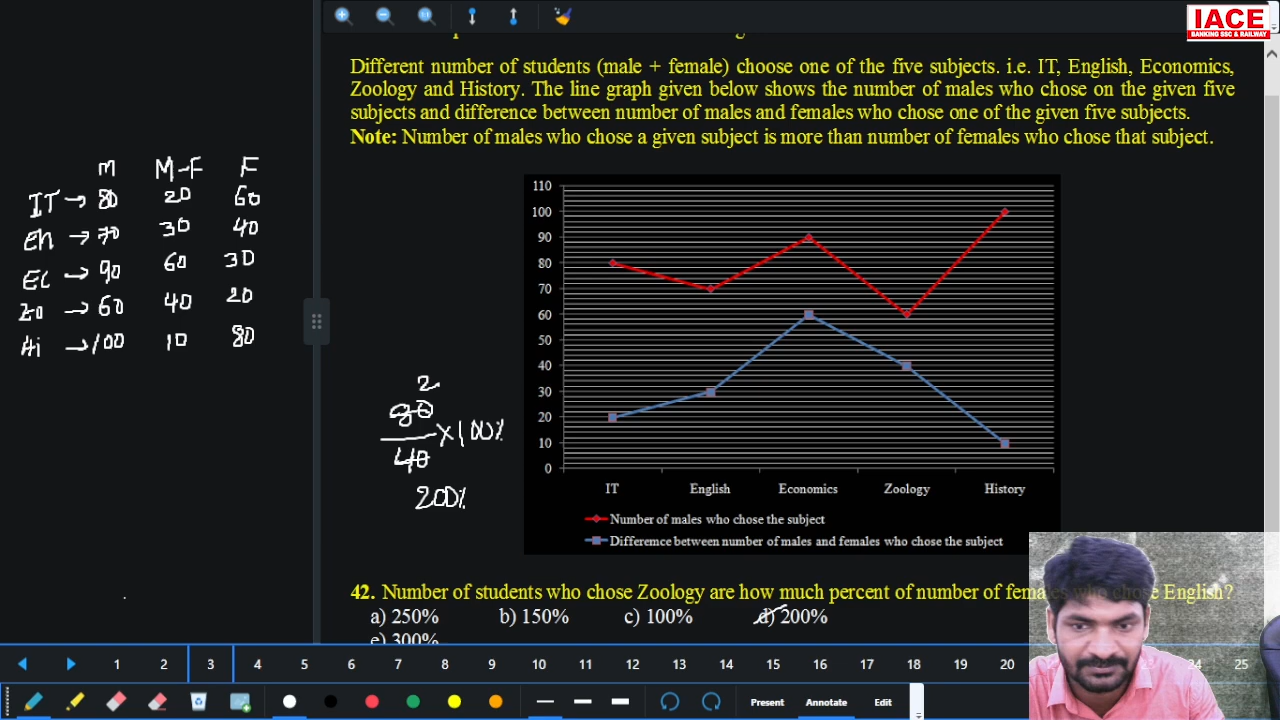 IACE
BANKING SSC & RAILWAY
Different number of students (male + female) choose one of the five subjects. i.e. IT, English, Economics,
Zoology and History. The line graph given below shows the number of males who chose on the given five
subjects and difference between number of males and females who chose one of the given five subjects.
Note: Number of males who chose a given subject is more than number of females who chose that subject.
M M-F F
IT → 80 20 60
En → 70 30 40
EC → 90 60 30
Zo → 60 40 20
Hi → 100 10 80
2
80
40
×100%
200%
110
100
90
80
70
60
50
40
30
20
10
0
IT English Economics Zoology History
Number of males who chose the subject
Difference between number of males and females who chose the subject
42. Number of students who chose Zoology are how much percent of number of females who chose English?
a) 250% b) 150% c) 100% d) 200%
e) 300%
1 2 3 4 5 6 7 8 9 10 11 12 13 14 15 16 17 18 19 20 24 25
Present Annotate Edit